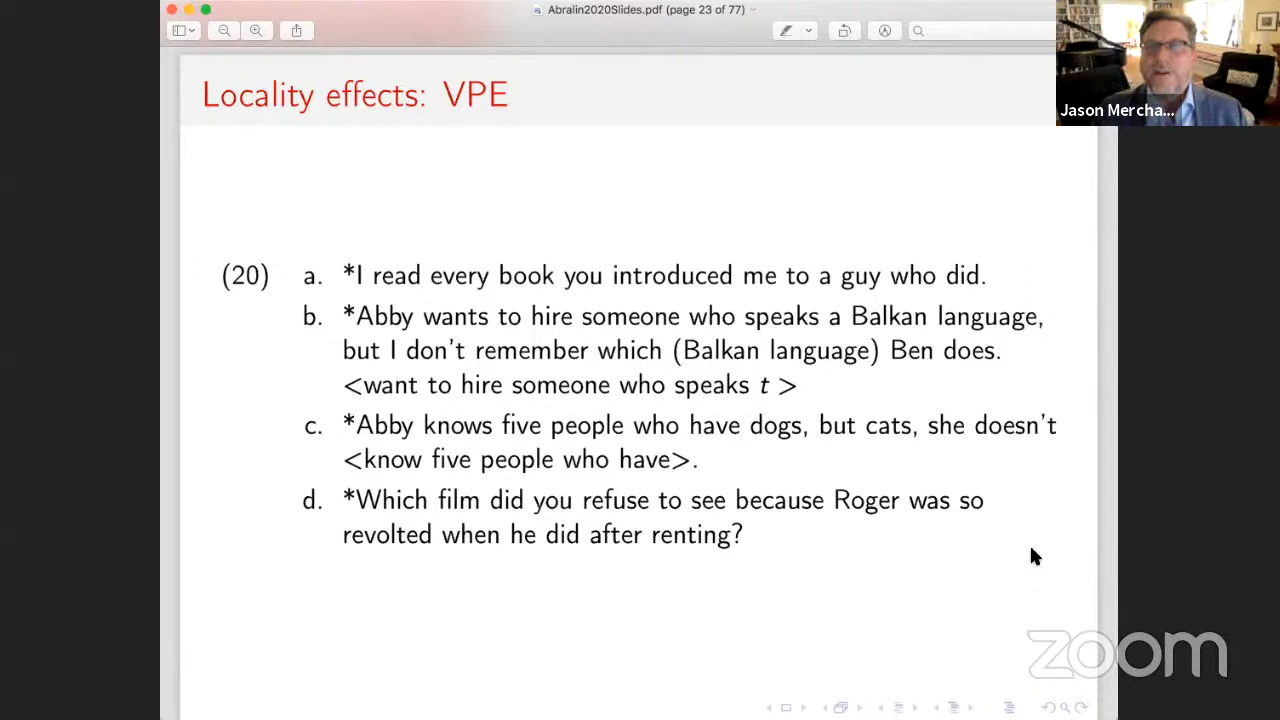 Abralin2020Slides.pdf (page 23 of 77)
Jason Mercha...
Locality effects: VPE
(20) a. *I read every book you introduced me to a guy who did.
b. *Abby wants to hire someone who speaks a Balkan language,
but I don't remember which (Balkan language) Ben does.
<want to hire someone who speaks t >
c. *Abby knows five people who have dogs, but cats, she doesn't
<know five people who have>.
d. *Which film did you refuse to see because Roger was so
revolted when he did after renting?
zoom